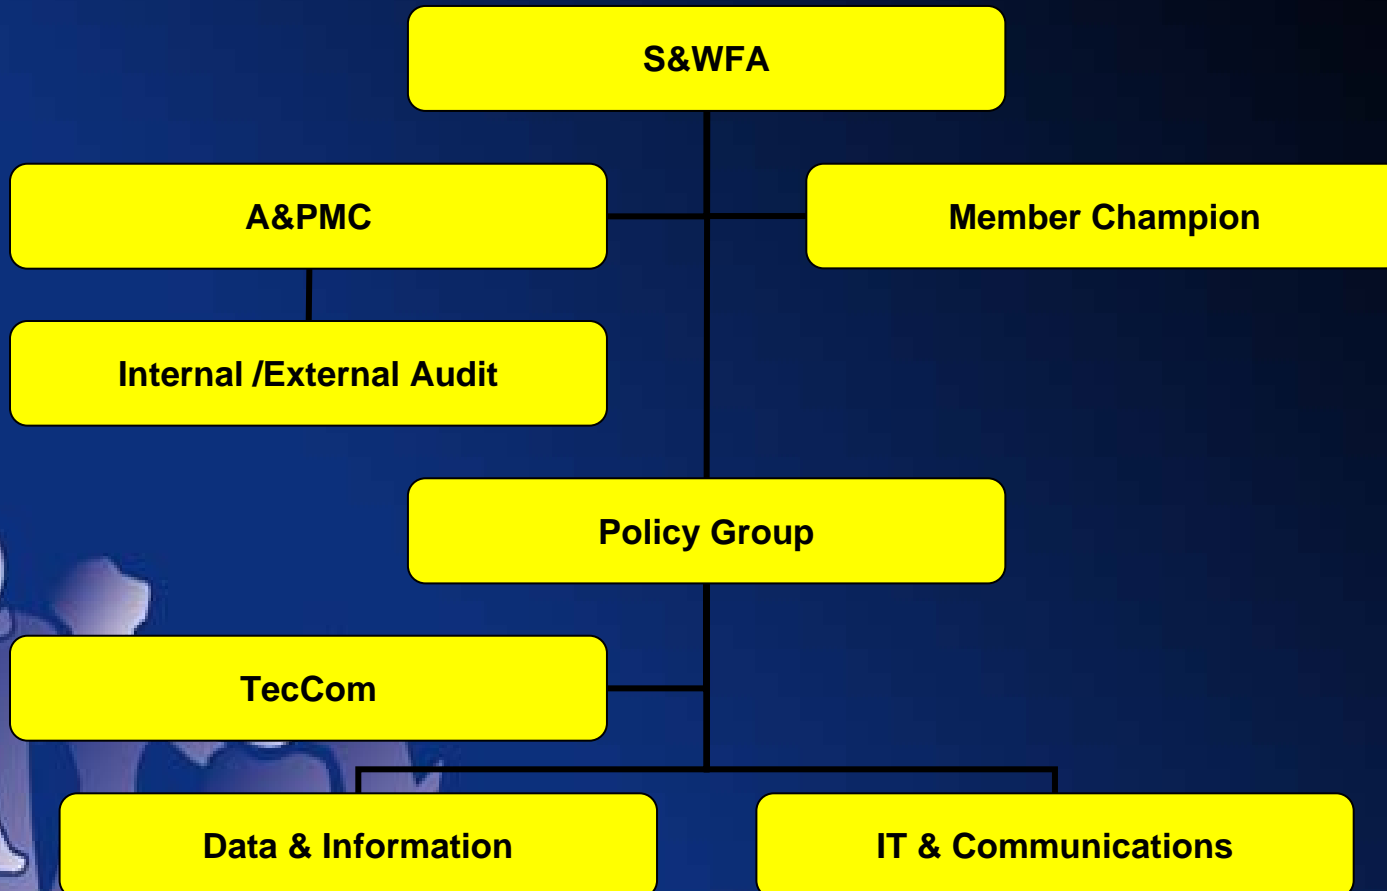 S&WFA
A&PMC
Member Champion
Internal /External Audit
Policy Group
TecCom
Data & Information
IT & Communications